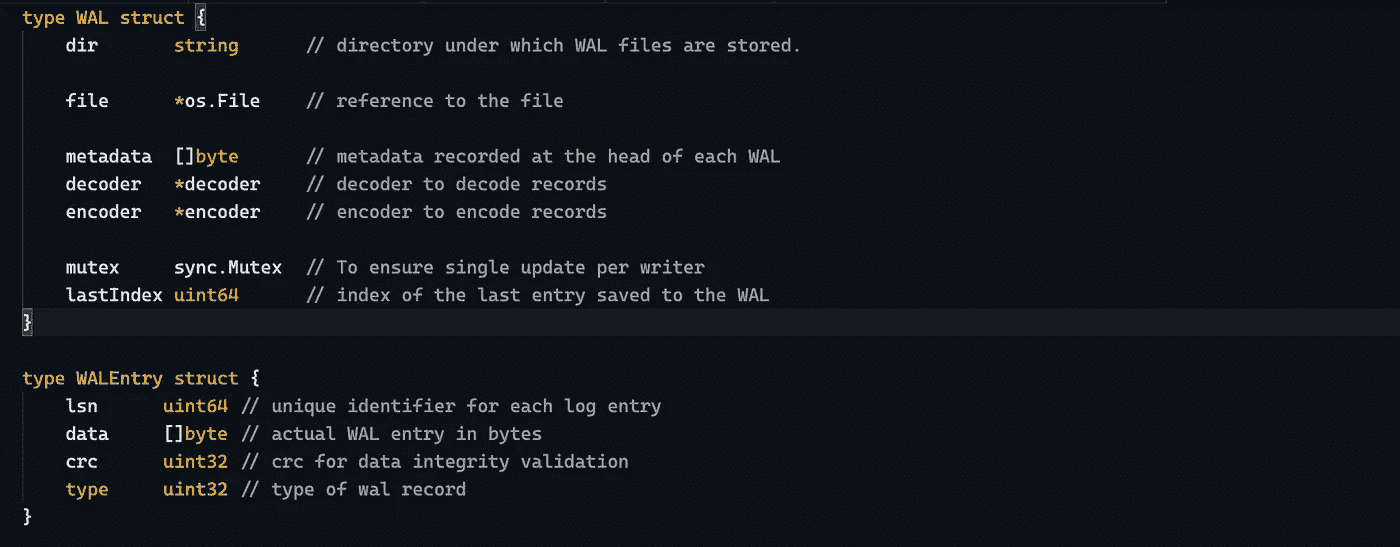 type WAL struct {
    dir       string      // directory under which WAL files are stored.
    file      *os.File    // reference to the file
    metadata  []byte      // metadata recorded at the head of each WAL
    decoder   *decoder    // decoder to decode records
    encoder   *encoder    // encoder to encode records
    mutex     sync.Mutex  // To ensure single update per writer
    lastIndex uint64      // index of the last entry saved to the WAL
}
type WALEntry struct {
    lsn      uint64 // unique identifier for each log entry
    data     []byte // actual WAL entry in bytes
    crc      uint32 // crc for data integrity validation
    type     uint32 // type of wal record
}